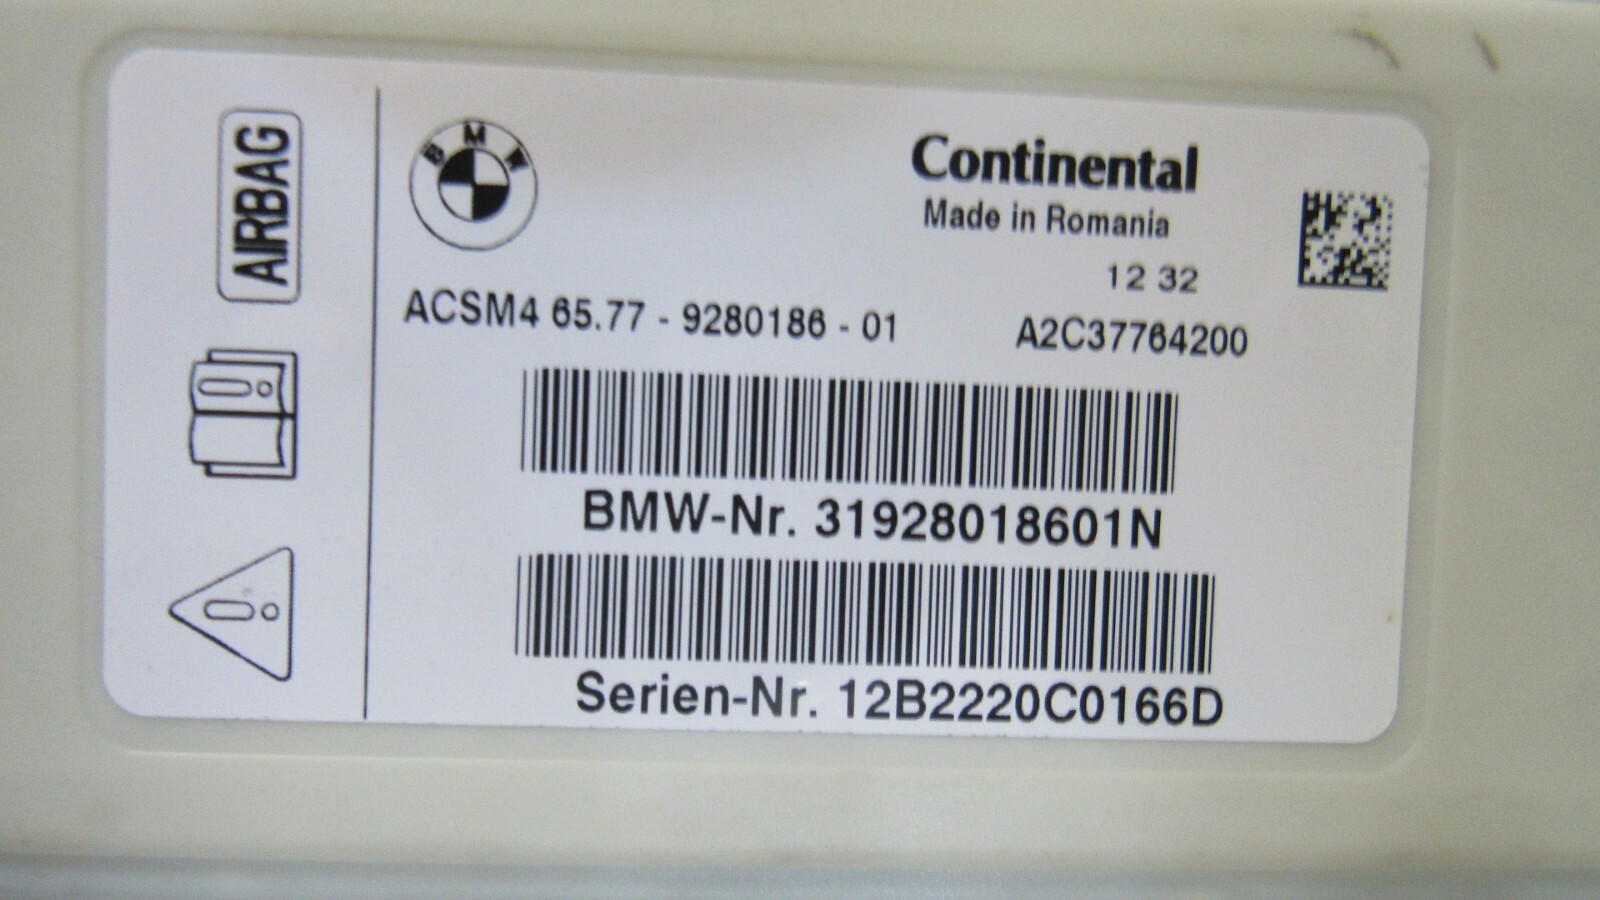 AIRBAG
BMW
Continental
Made in Romania
12 32
ACSM4 65.77 - 9280186 - 01 A2C37764200
BMW-Nr. 31928018601N
Serien-Nr. 12B2220C0166D